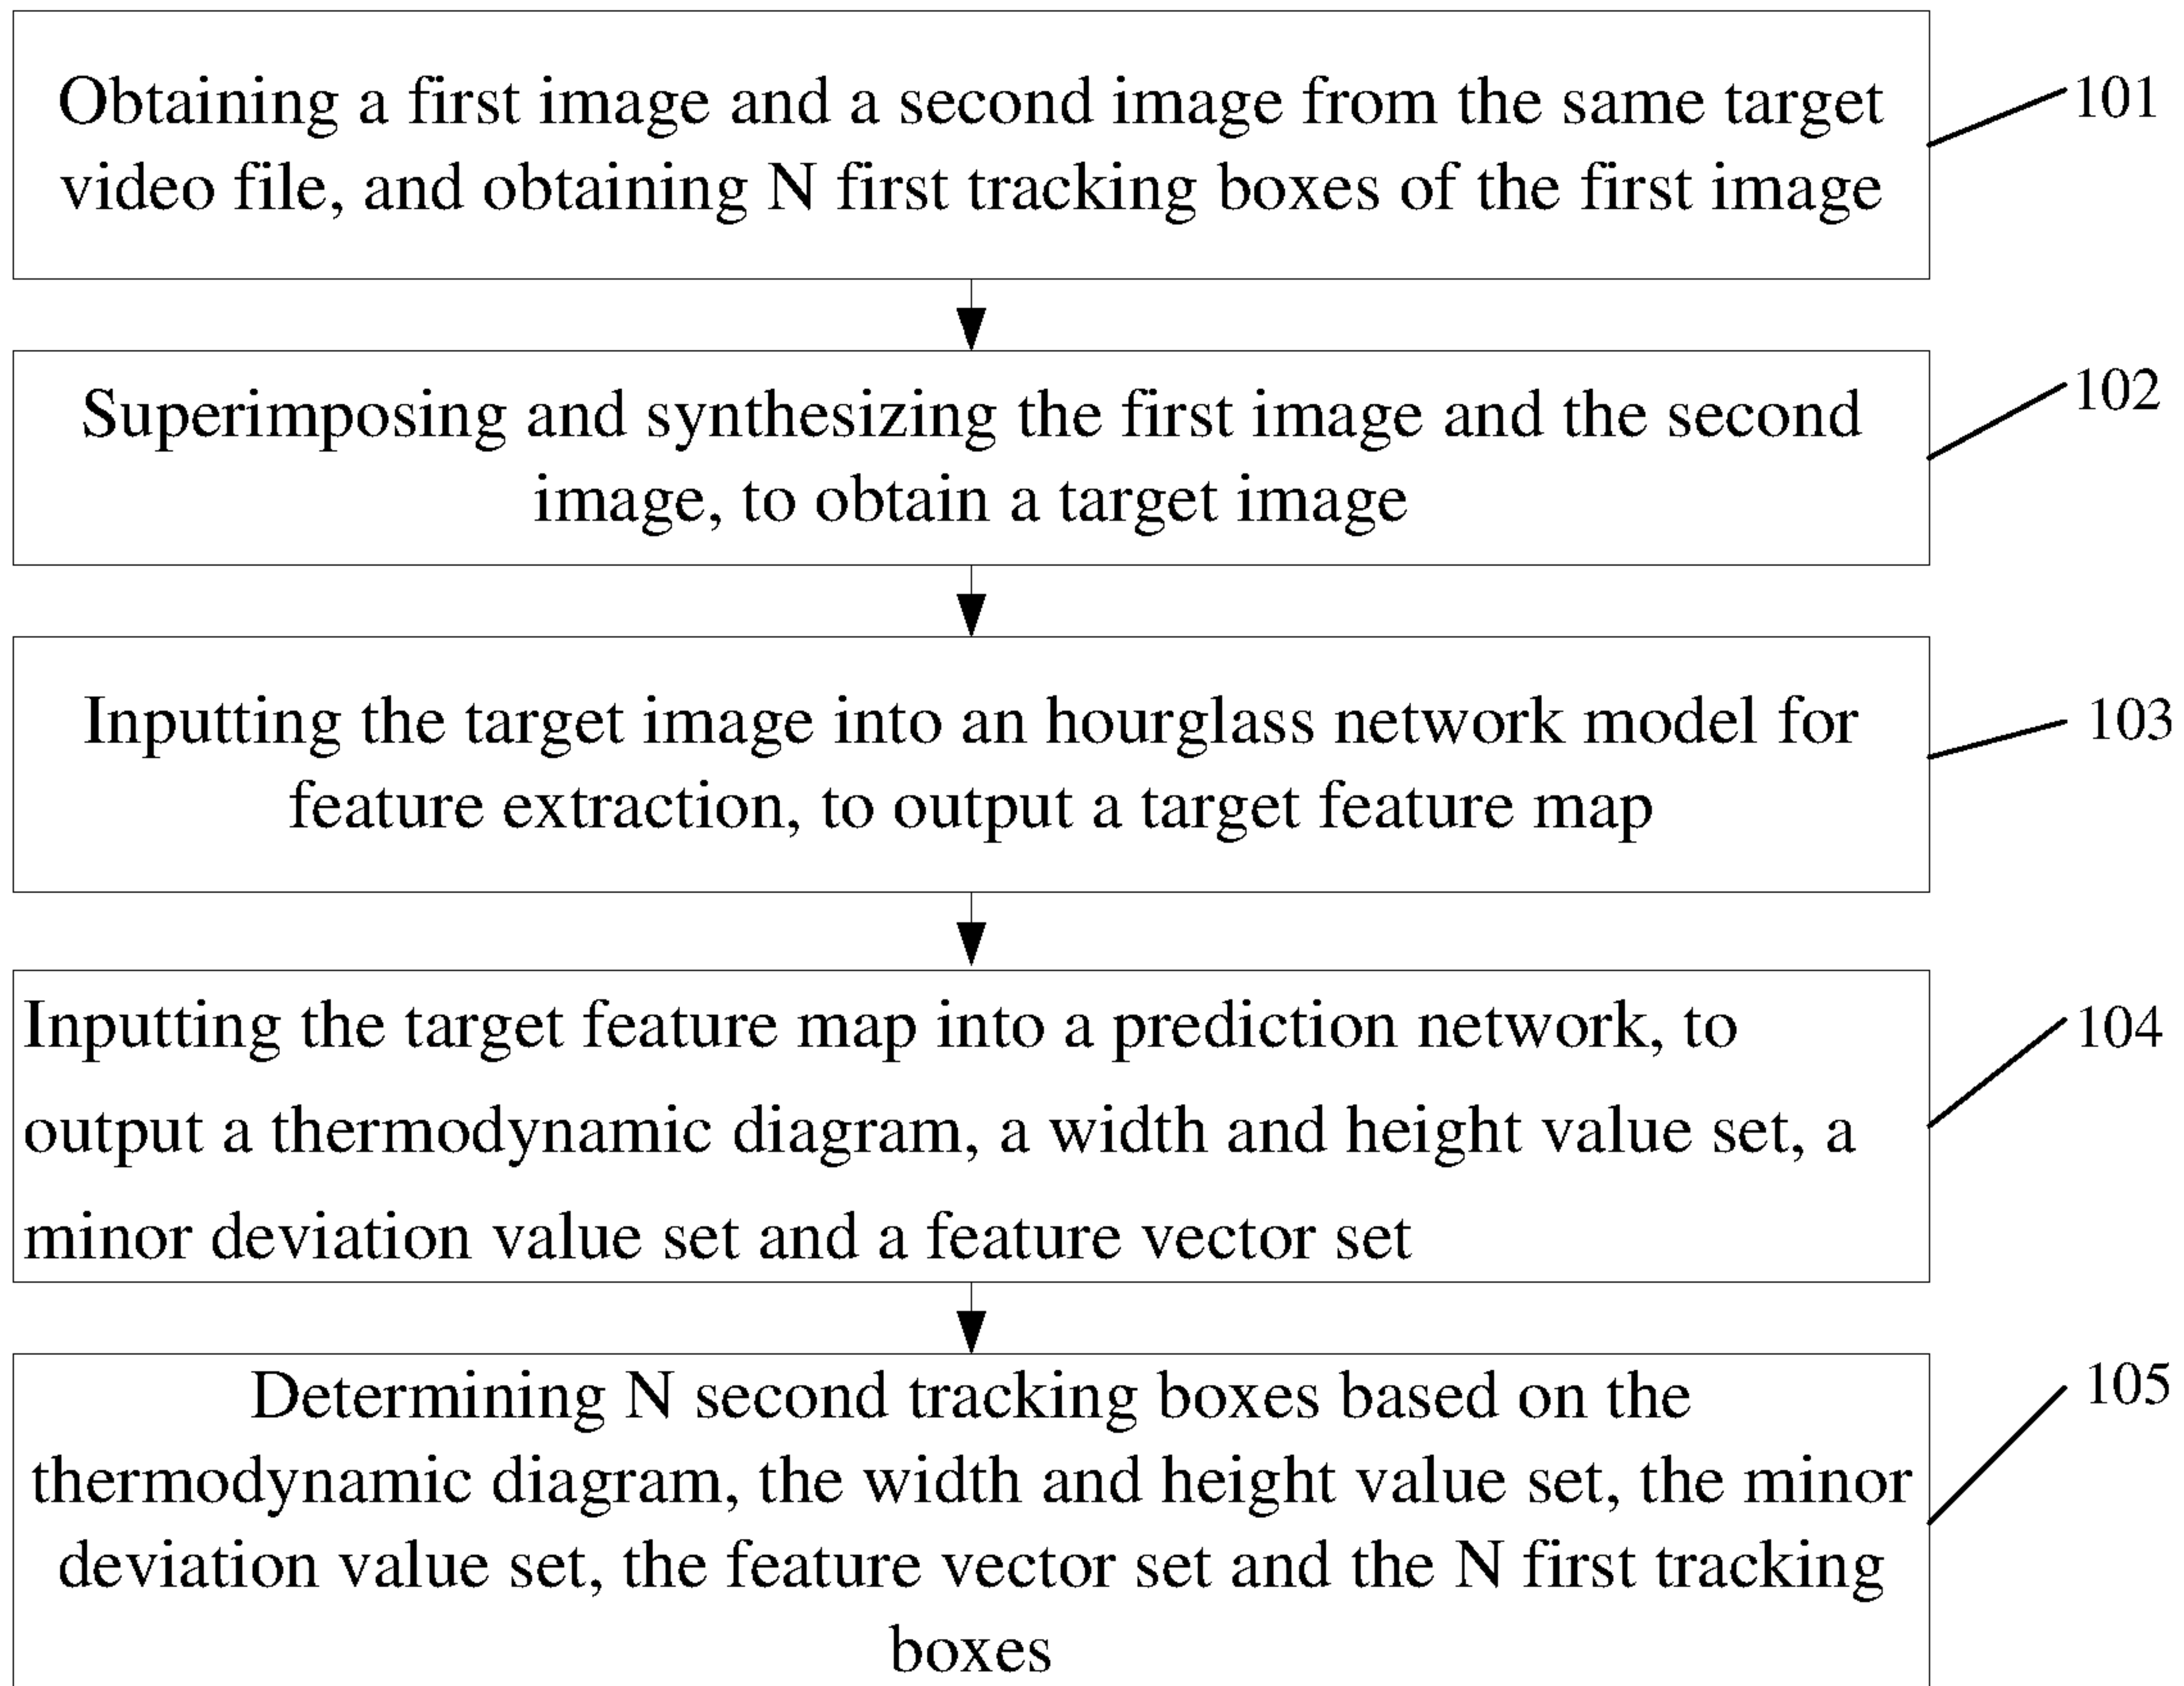 Obtaining a first image and a second image from the same target
video file, and obtaining N first tracking boxes of the first image
101
Superimposing and synthesizing the first image and the second
image, to obtain a target image
102
Inputting the target image into an hourglass network model for
feature extraction, to output a target feature map
103
Inputting the target feature map into a prediction network, to
output a thermodynamic diagram, a width and height value set, a
minor deviation value set and a feature vector set
104
Determining N second tracking boxes based on the
thermodynamic diagram, the width and height value set, the minor
deviation value set, the feature vector set and the N first tracking
boxes
105